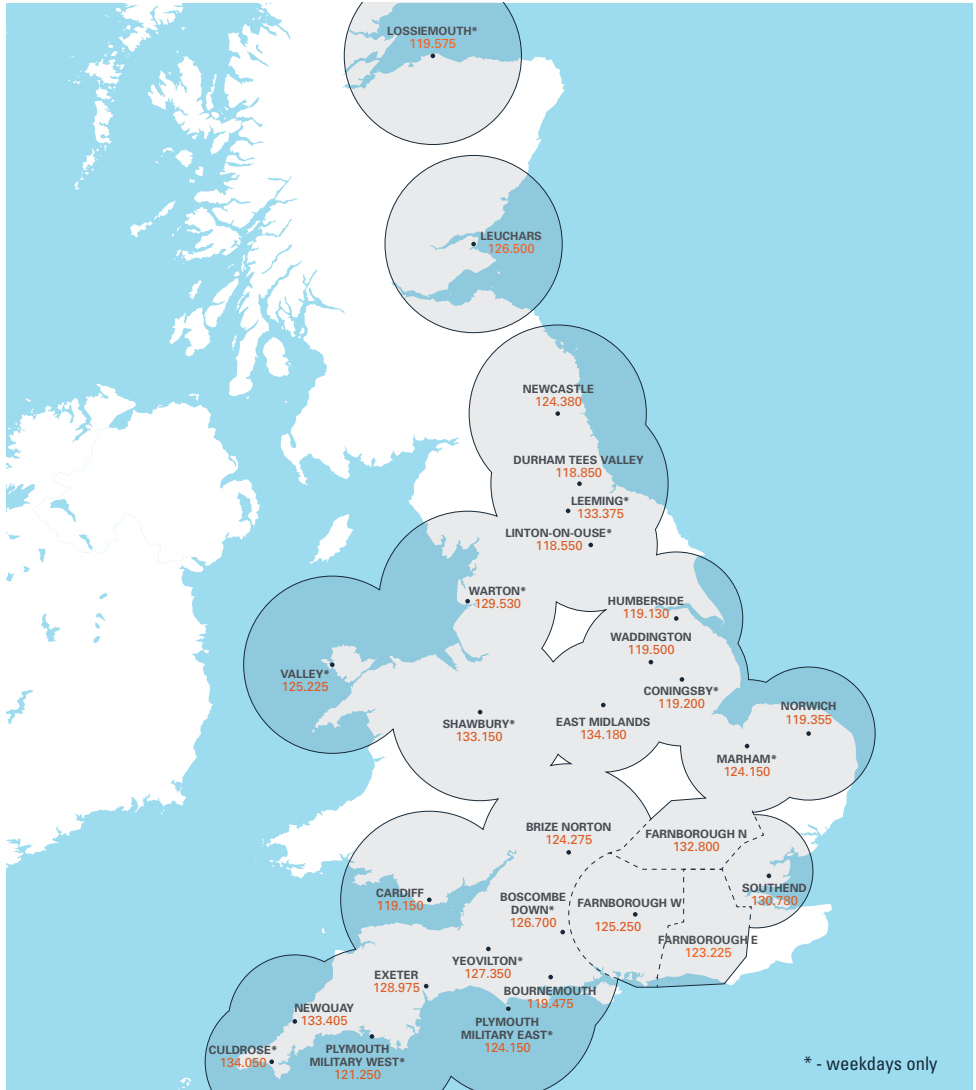 LOSSIEMOUTH*
119.575
LEUCHARS
126.500
NEWCASTLE
124.380
DURHAM TEES VALLEY
118.850
LEEMING*
133.375
LINTON-ON-OUSE*
118.550
WARTON*
129.530
HUMBERSIDE
119.130
WADDINGTON
119.500
VALLEY*
125.225
CONINGSBY*
119.200
SHAWBURY*
133.150
EAST MIDLANDS
134.180
NORWICH
119.355
MARHAM*
124.150
BRIZE NORTON
124.275
FARNBOROUGH N
132.800
CARDIFF
119.150
BOSCOMBE
DOWN*
126.700
FARNBOROUGH W
125.250
SOUTHEND
130.780
FARNBOROUGH E
123.225
YEOVILTON*
127.350
EXETER
128.975
BOURNEMOUTH
119.475
NEWQUAY
133.405
PLYMOUTH
MILITARY EAST*
124.150
CULDROSE*
134.050
PLYMOUTH
MILITARY WEST*
121.250
* - weekdays only